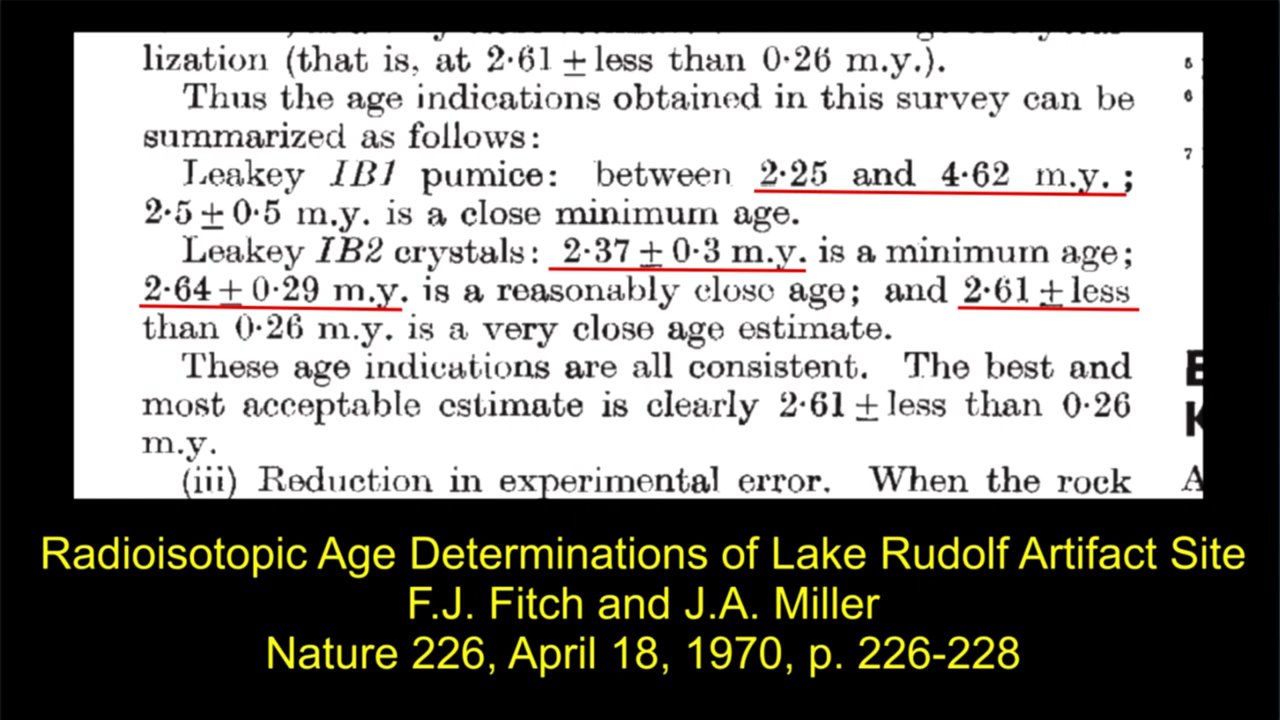 lization (that is, at 2·61 ± less than 0·26 m.y.).
Thus the age indications obtained in this survey can be
summarized as follows:
Leakey IB1 pumice: between 2·25 and 4·62 m.y.;
2·5 ± 0·5 m.y. is a close minimum age.
Leakey IB2 crystals: 2·37 ± 0·3 m.y. is a minimum age;
2·64 ± 0·29 m.y. is a reasonably close age; and 2·61 ± less
than 0·26 m.y. is a very close age estimate.
These age indications are all consistent. The best and
most acceptable estimate is clearly 2·61 ± less than 0·26
m.y.
(iii) Reduction in experimental error. When the rock
5
6
7
E
K
A
Radioisotopic Age Determinations of Lake Rudolf Artifact Site
F.J. Fitch and J.A. Miller
Nature 226, April 18, 1970, p. 226-228